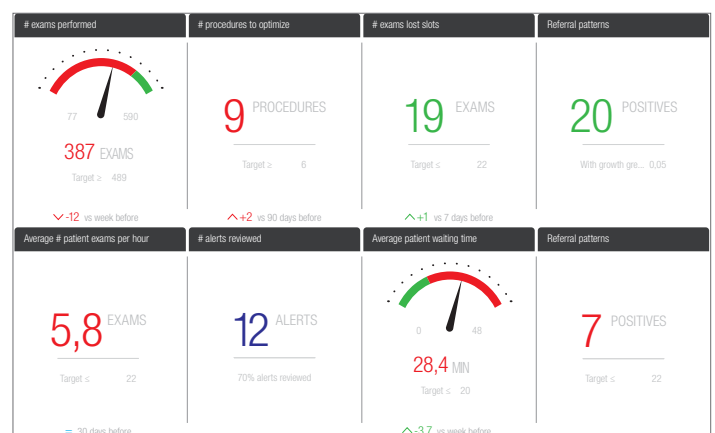 # exams performed
# procedures to optimize
# exams lost slots
Referral patterns
77 590
387 EXAMS
Target ≥ 489
-12 vs week before
9 PROCEDURES
Target ≥ 6
+2 vs 90 days before
19 EXAMS
Target ≤ 22
+1 vs 7 days before
20 POSITIVES
With growth gre... 0,05
Average # patient exams per hour
# alerts reviewed
Average patient waiting time
Referral patterns
5,8 EXAMS
Target ≤ 22
= 30 days before
12 ALERTS
70% alerts reviewed
0 48
28,4 MIN
Target ≤ 20
-3,7 vs week before
7 POSITIVES
Target ≤ 22